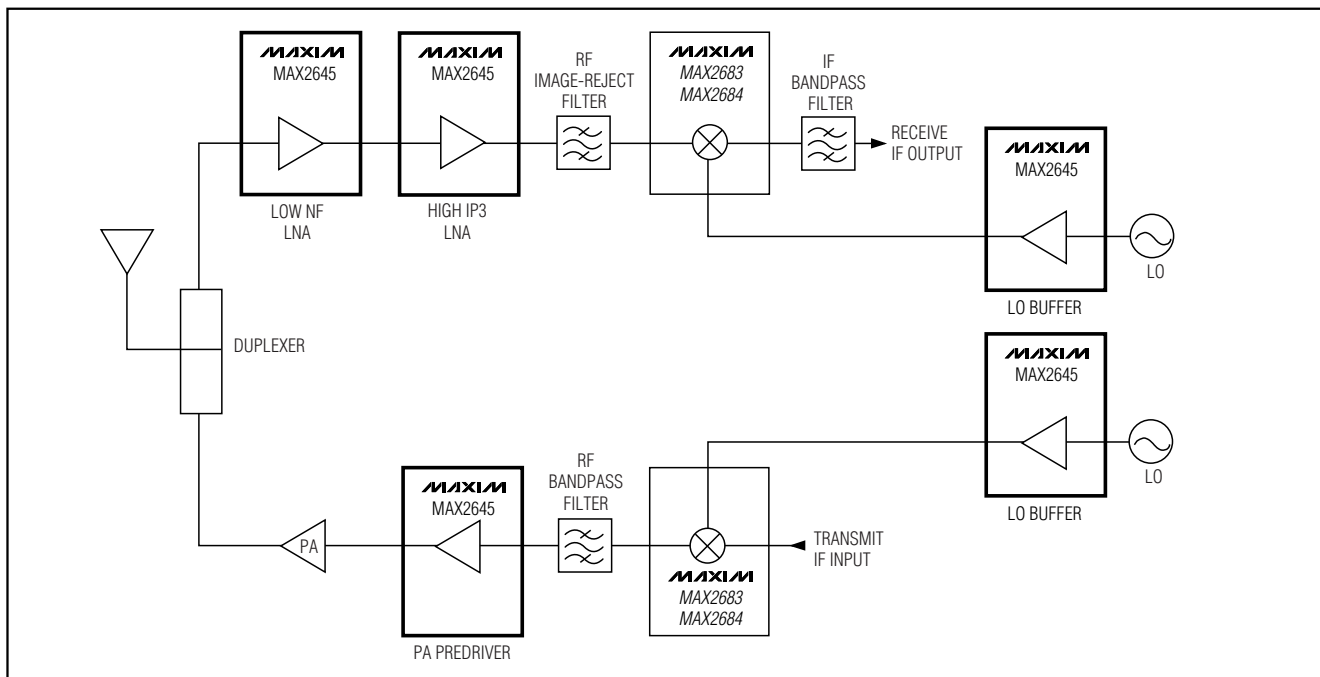 MAXIM
MAX2645
LOW NF
LNA
MAXIM
MAX2645
HIGH IP3
LNA
RF
IMAGE-REJECT
FILTER
MAXIM
MAX2683
MAX2684
IF
BANDPASS
FILTER
RECEIVE
IF OUTPUT
MAXIM
MAX2645
LO BUFFER
LO
DUPLEXER
MAXIM
MAX2645
LO BUFFER
LO
PA
MAXIM
MAX2645
PA PREDRIVER
RF
BANDPASS
FILTER
MAXIM
MAX2683
MAX2684
TRANSMIT
IF INPUT